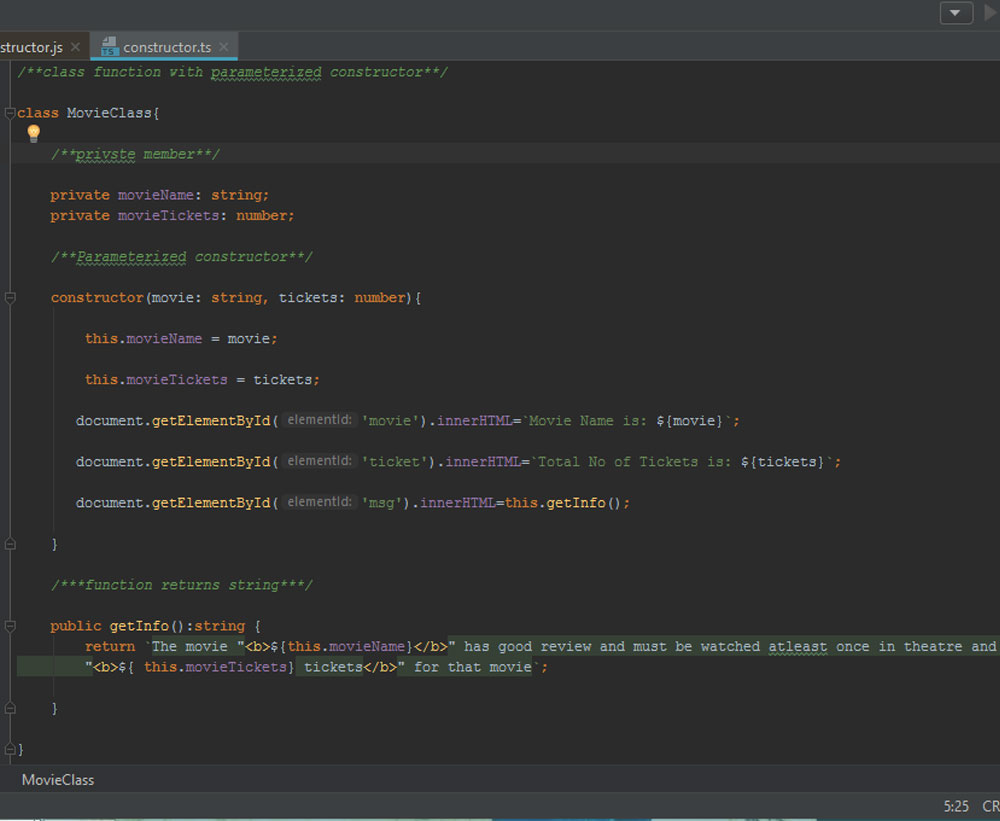 structor.js
TS constructor.ts
/**class function with parameterized constructor**/
class MovieClass{
/**privste member**/
private movieName: string;
private movieTickets: number;
/**Parameterized constructor**/
constructor(movie: string, tickets: number){
this.movieName = movie;
this.movieTickets = tickets;
document.getElementById( elementId: 'movie').innerHTML=`Movie Name is: ${movie}`;
document.getElementById( elementId: 'ticket').innerHTML=`Total No of Tickets is: ${tickets}`;
document.getElementById( elementId: 'msg').innerHTML=this.getInfo();
}
/***function returns string***/
public getInfo():string {
return `The movie "<b>${this.movieName}</b>" has good review and must be watched atleast once in theatre and
"<b>${ this.movieTickets} tickets</b>" for that movie`;
}
}
MovieClass
5:25 CR